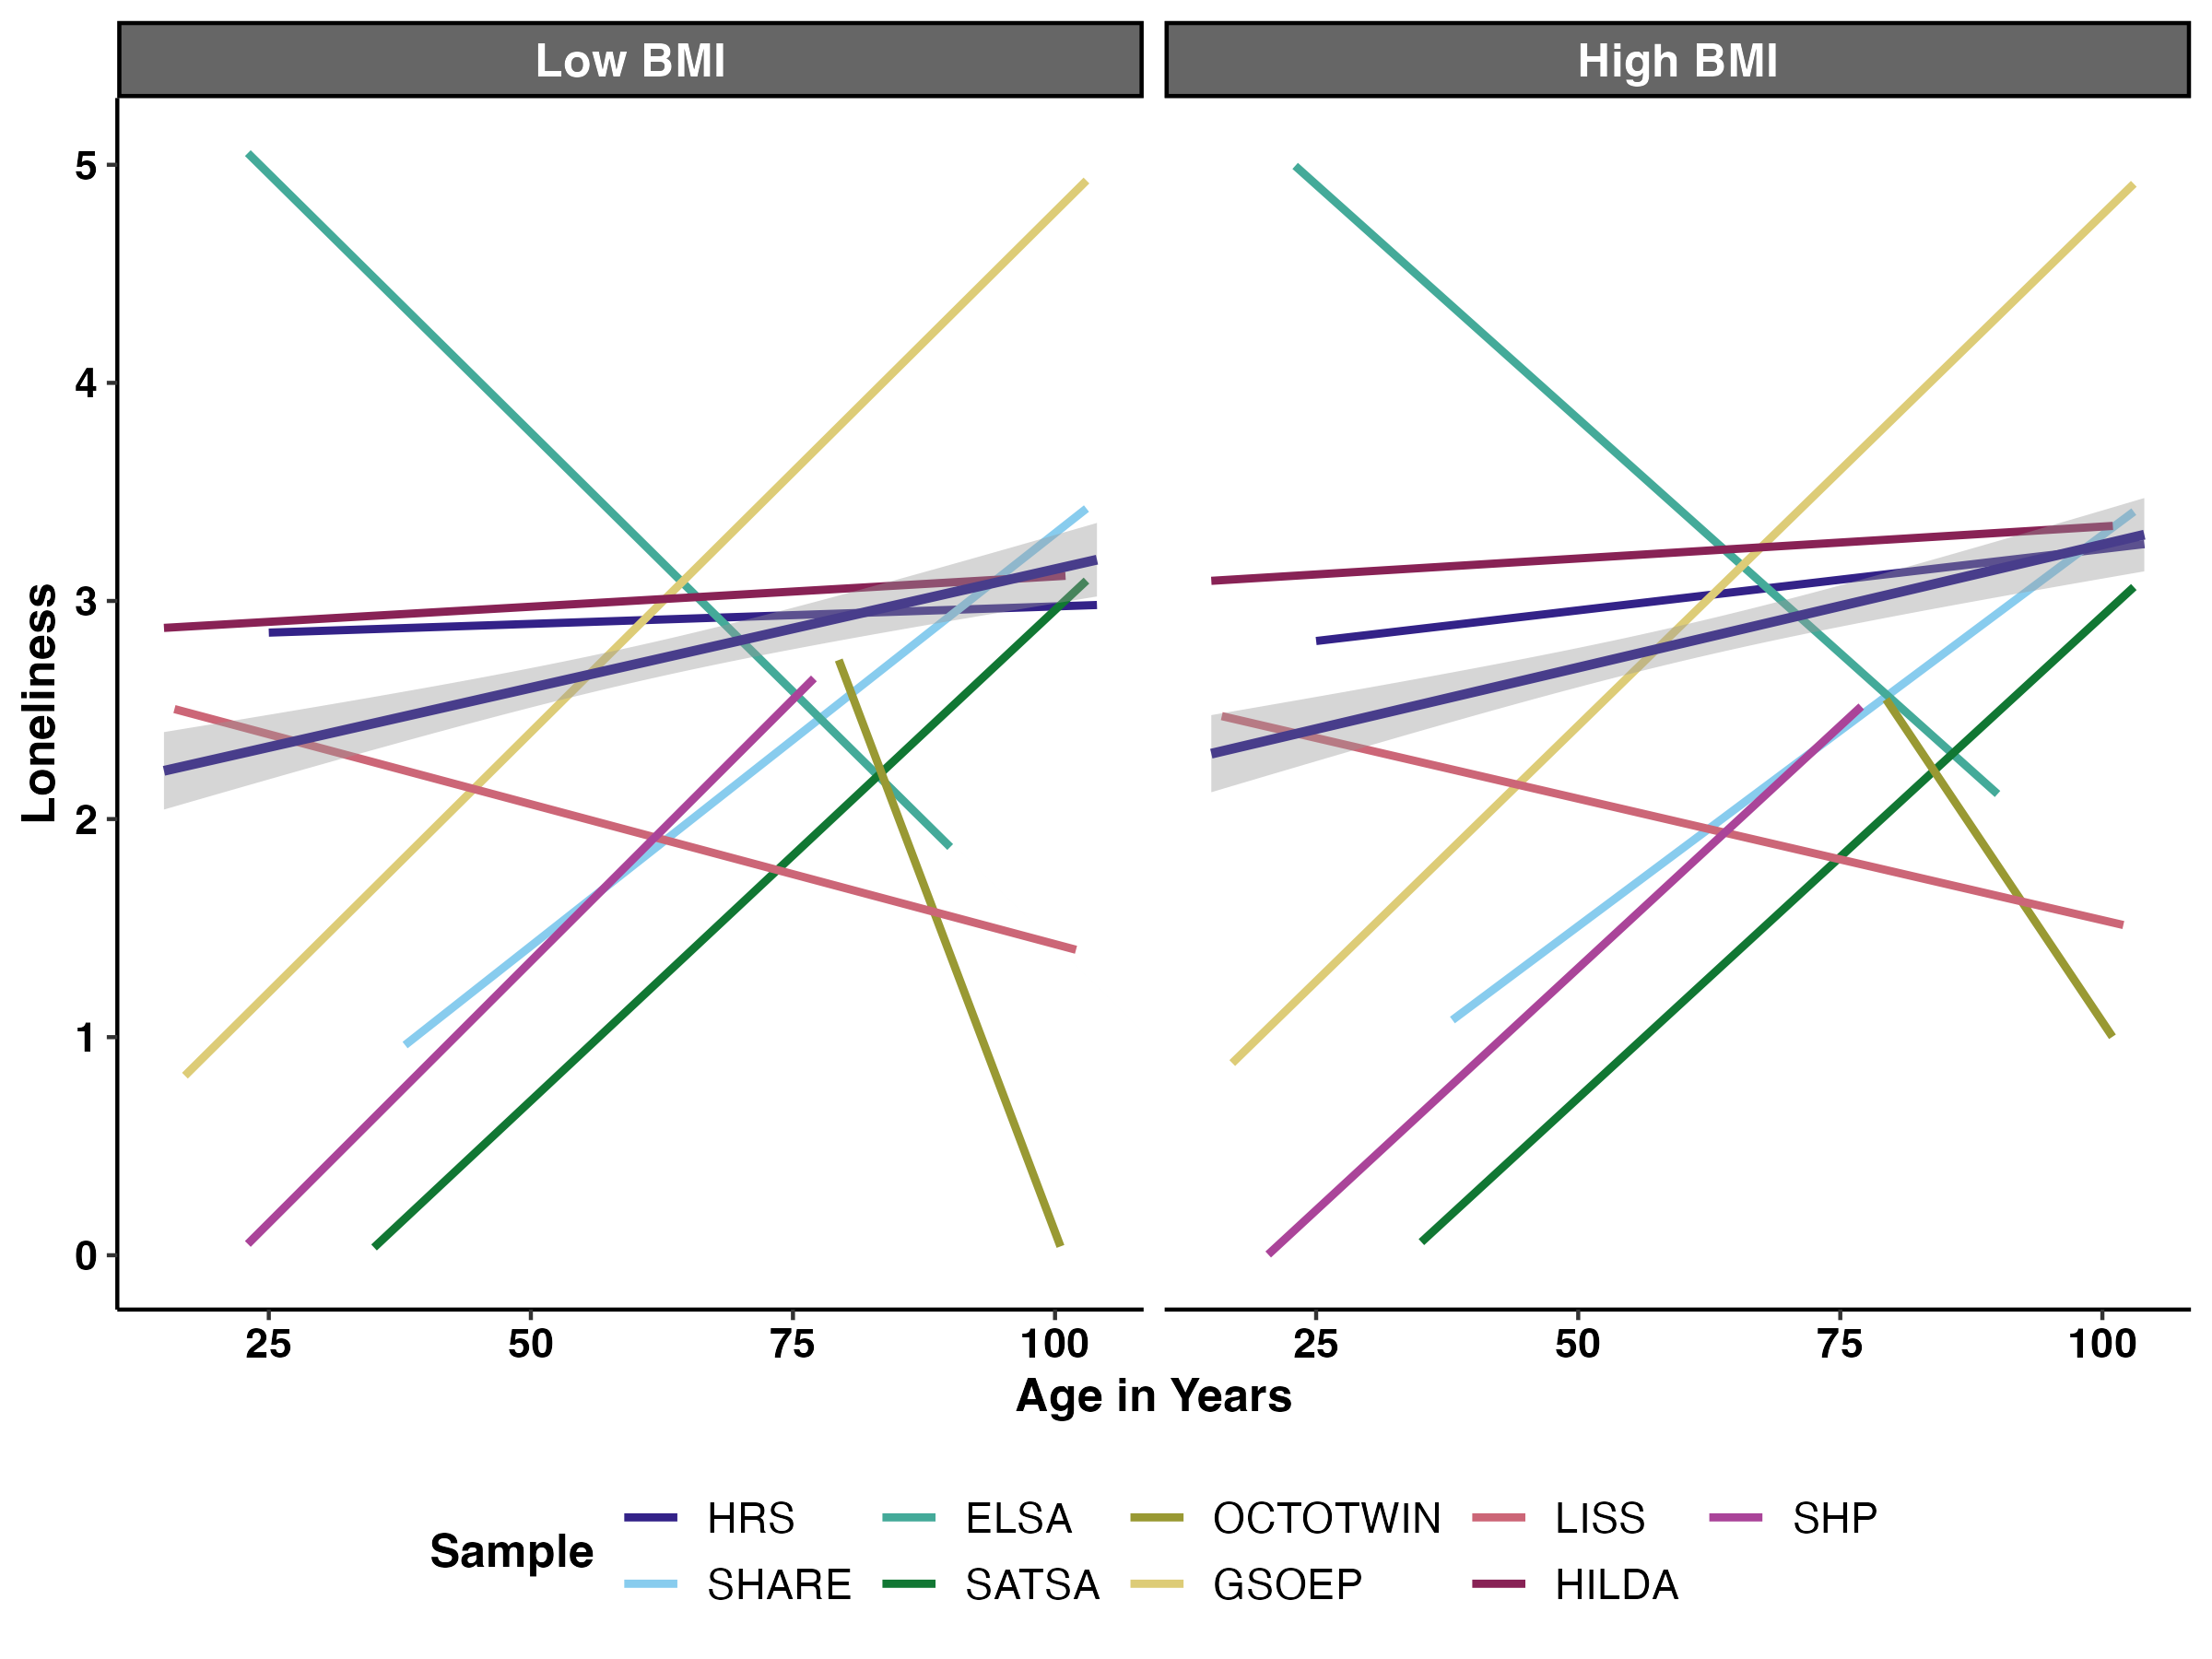 Low BMI
High BMI
Loneliness
5
4
3
2
1
0
25 50 75 100
25 50 75 100
Age in Years
Sample
HRS ELSA OCTOTWIN LISS SHP
SHARE SATSA GSOEP HILDA